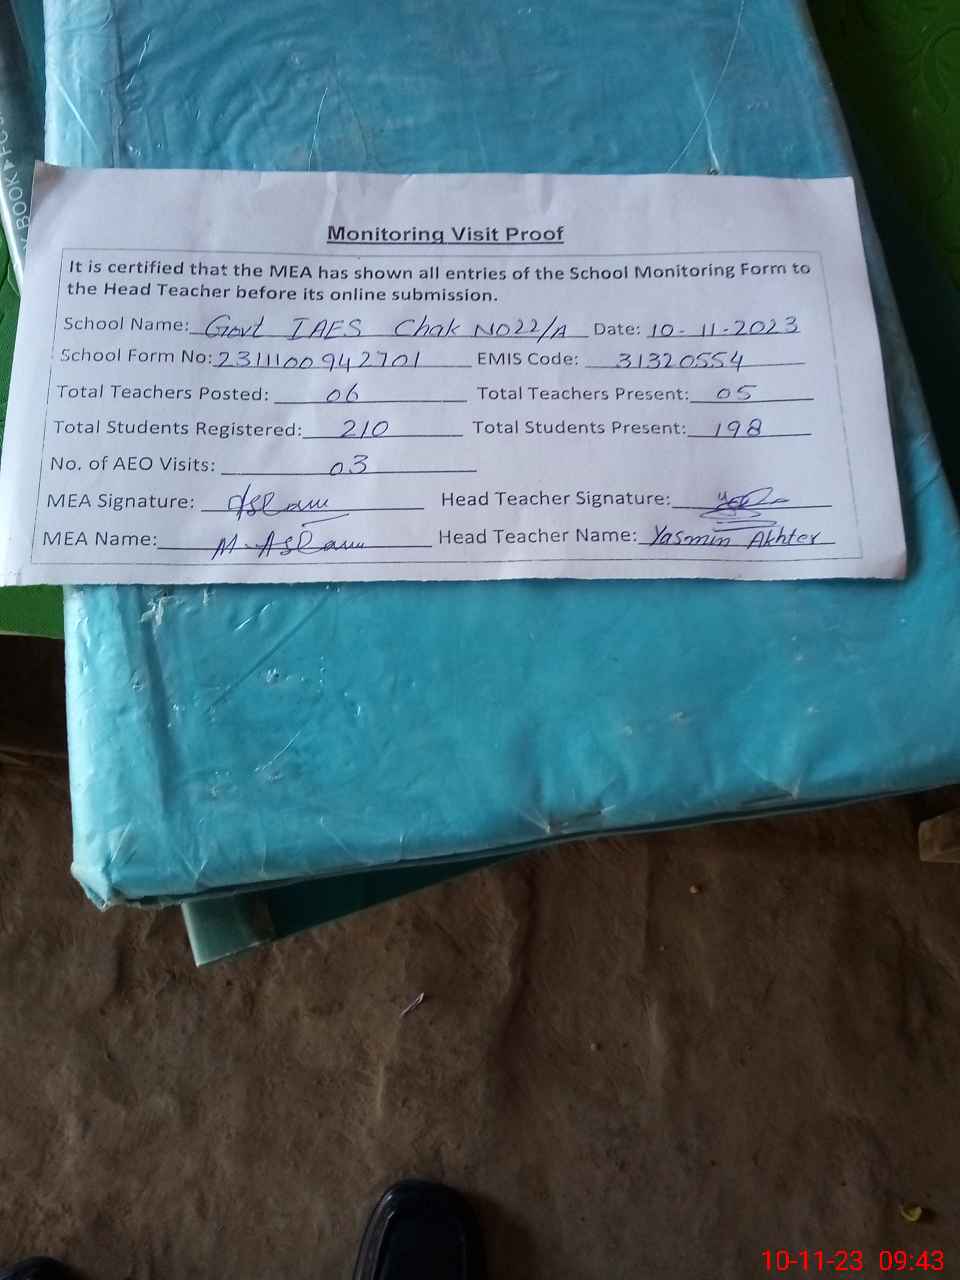 Monitoring Visit Proof
It is certified that the MEA has shown all entries of the School Monitoring Form to
the Head Teacher before its online submission.
School Name: Govt IAES Chak NO 22/A Date: 10-11-2023
School Form No: 2311100942701 EMIS Code: 31320554
Total Teachers Posted: 06 Total Teachers Present: 05
Total Students Registered: 210 Total Students Present: 198
No. of AEO Visits: 03
MEA Signature: Aslam Head Teacher Signature:
MEA Name: M. Aslam Head Teacher Name: Yasmin Akhter
BOOK
10-11-23 09:43